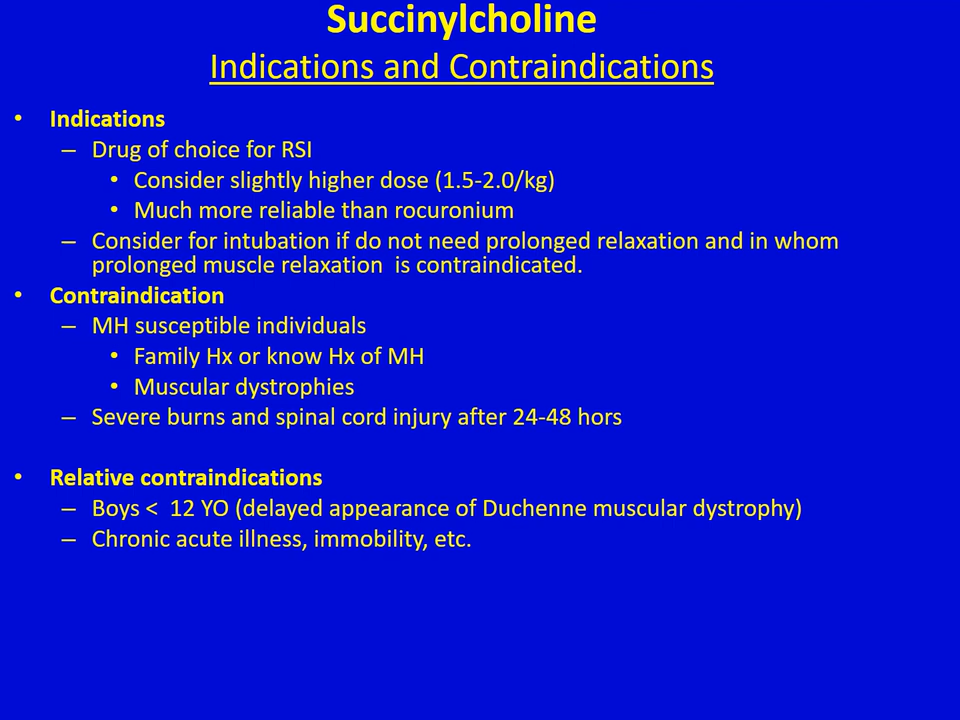 Succinylcholine
Indications and Contraindications
• Indications
– Drug of choice for RSI
• Consider slightly higher dose (1.5-2.0/kg)
• Much more reliable than rocuronium
– Consider for intubation if do not need prolonged relaxation and in whom
prolonged muscle relaxation is contraindicated.
• Contraindication
– MH susceptible individuals
• Family Hx or know Hx of MH
• Muscular dystrophies
– Severe burns and spinal cord injury after 24-48 hors
• Relative contraindications
– Boys < 12 YO (delayed appearance of Duchenne muscular dystrophy)
– Chronic acute illness, immobility, etc.